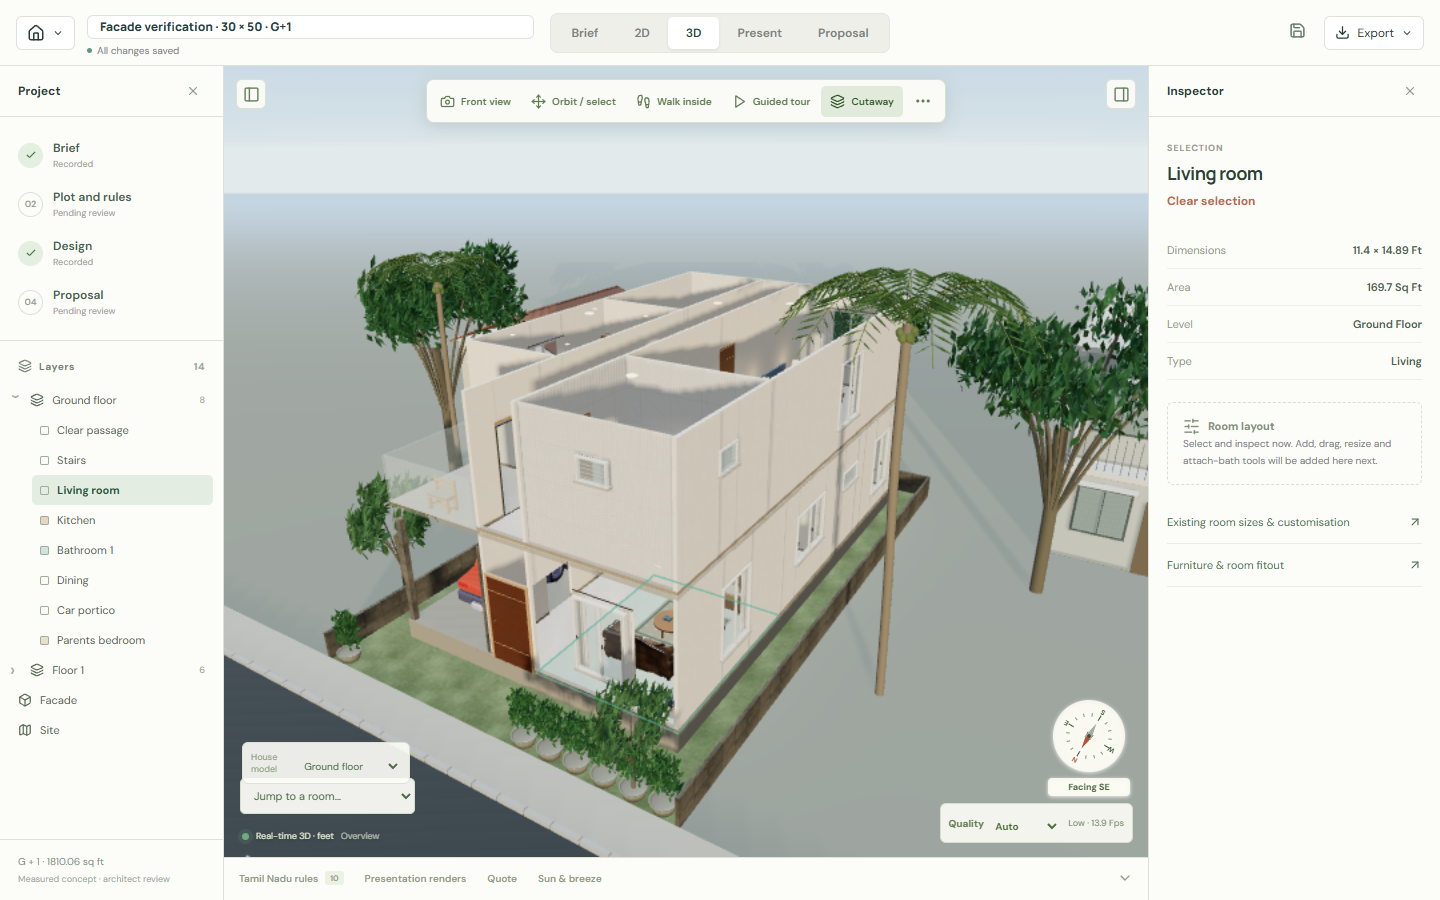 Facade verification · 30 × 50 · G+1
All changes saved
Brief
2D
3D
Present
Proposal
Export
Project
Brief
Recorded
02
Plot and rules
Pending review
Design
Recorded
04
Proposal
Pending review
Layers
14
Ground floor
8
Clear passage
Stairs
Living room
Kitchen
Bathroom 1
Dining
Car portico
Parents bedroom
Floor 1
6
Facade
Site
G + 1 · 1810.06 sq ft
Measured concept · architect review
Front view
Orbit / select
Walk inside
Guided tour
Cutaway
House
model
Ground floor
Jump to a room...
Real-time 3D · feet
Overview
S
E
W
N
Facing SE
Quality
Auto
Low · 13.9 Fps
Tamil Nadu rules
10
Presentation renders
Quote
Sun & breeze
Inspector
SELECTION
Living room
Clear selection
Dimensions
11.4 × 14.89 Ft
Area
169.7 Sq Ft
Level
Ground Floor
Type
Living
Room layout
Select and inspect now. Add, drag, resize and
attach-bath tools will be added here next.
Existing room sizes & customisation
Furniture & room fitout